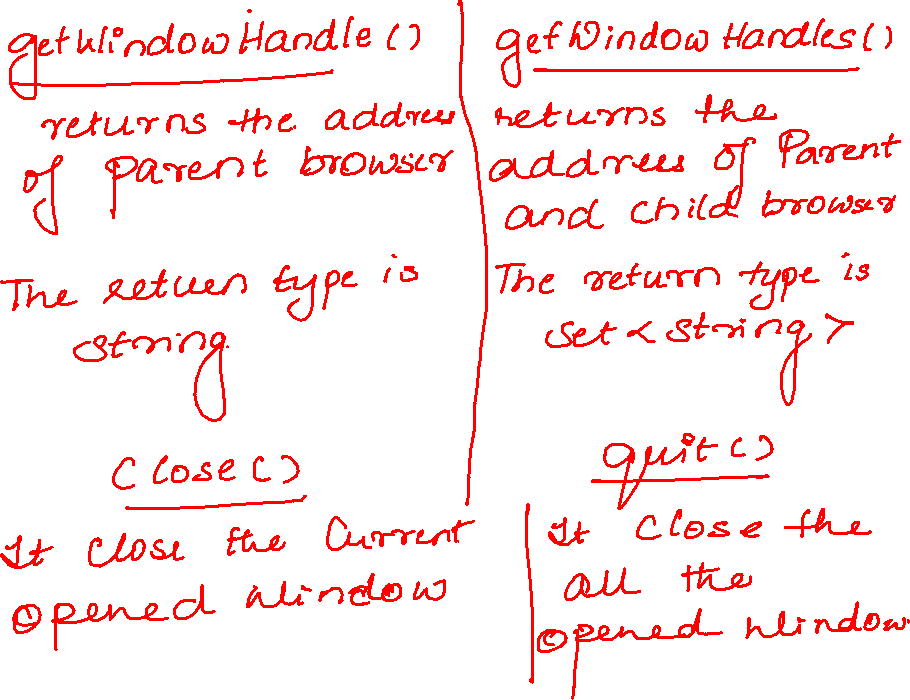 getWindowHandle ()
returns the address
of parent browser
The return type is
string
getWindow Handles ()
returns the
address of Parent
and child browser
The return type is
set < string >
close ()
It close the current
opened window
quit ()
It close the
all the
opened window.